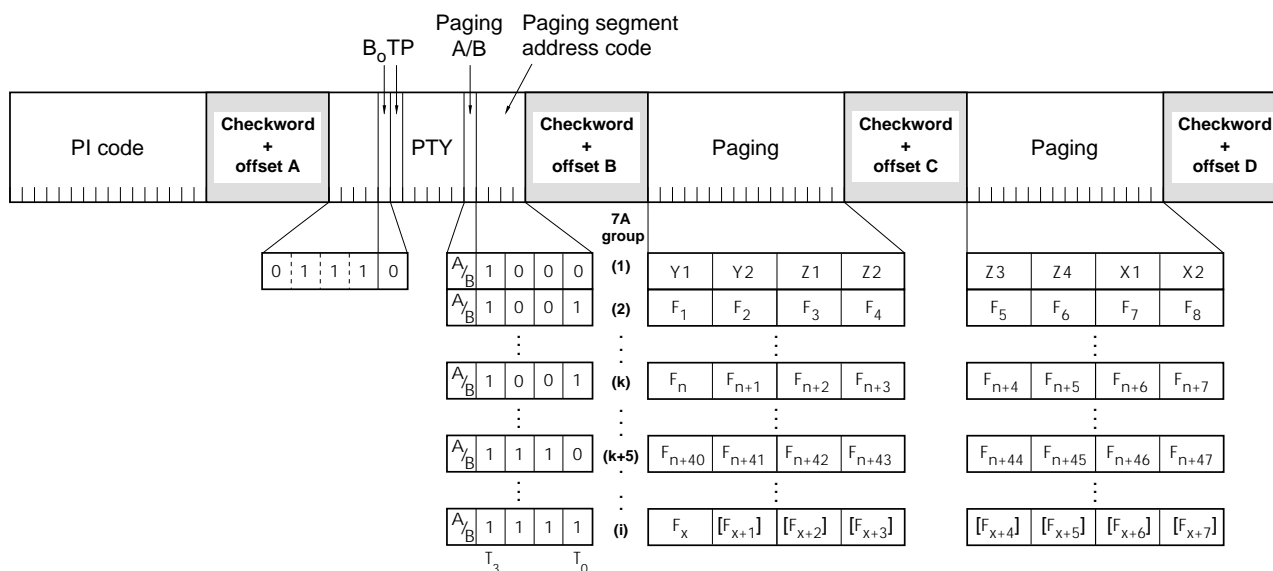 Paging Paging segment
B₀TP A/B address code
PI code Checkword + offset A PTY Checkword + offset B Paging Checkword + offset C Paging Checkword + offset D
7A group
0 1 1 1 0 A/B 1 0 0 0 (1) Y1 Y2 Z1 Z2 Z3 Z4 X1 X2
A/B 1 0 0 1 (2) F₁ F₂ F₃ F₄ F₅ F₆ F₇ F₈
A/B 1 0 0 1 (k) Fₙ Fₙ₊₁ Fₙ₊₂ Fₙ₊₃ Fₙ₊₄ Fₙ₊₅ Fₙ₊₆ Fₙ₊₇
A/B 1 1 1 0 (k+5) Fₙ₊₄₀ Fₙ₊₄₁ Fₙ₊₄₂ Fₙ₊₄₃ Fₙ₊₄₄ Fₙ₊₄₅ Fₙ₊₄₆ Fₙ₊₄₇
A/B 1 1 1 1 (i) Fₓ [Fₓ₊₁] [Fₓ₊₂] [Fₓ₊₃] [Fₓ₊₄] [Fₓ₊₅] [Fₓ₊₆] [Fₓ₊₇]
T₃ T₀